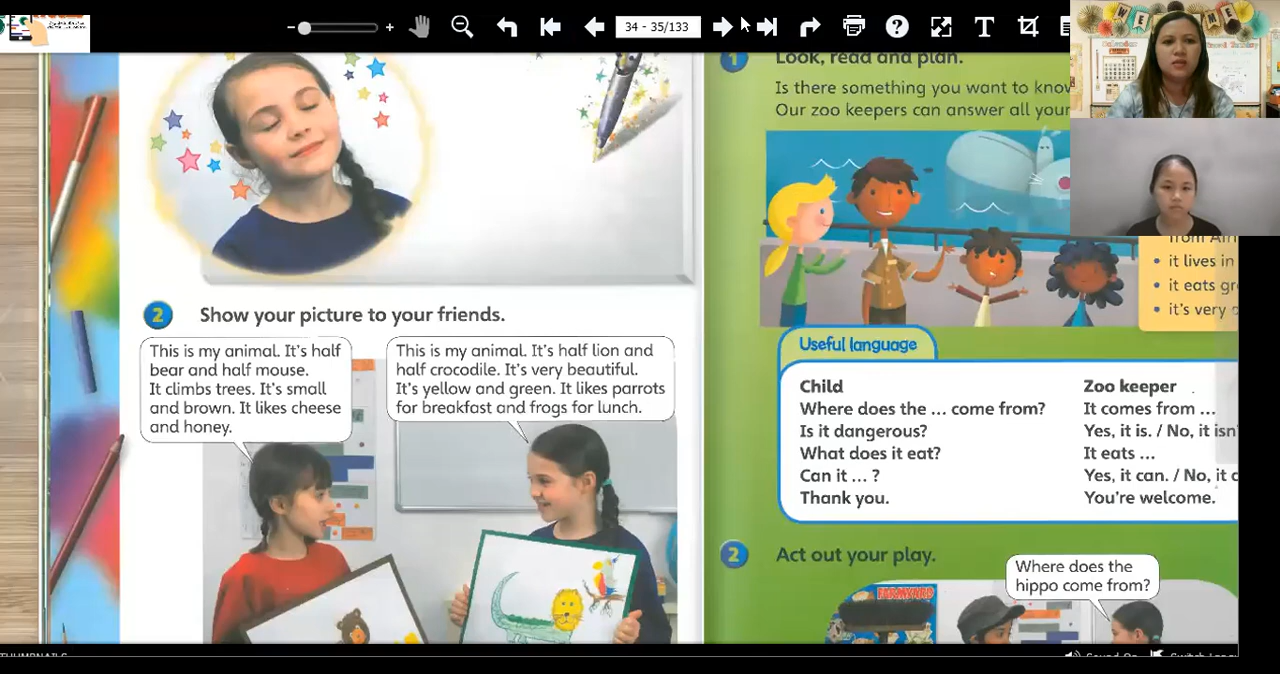 34 - 35/133
T
2 Show your picture to your friends.
This is my animal. It's half
bear and half mouse.
It climbs trees. It's small
and brown. It likes cheese
and honey.
This is my animal. It's half lion and
half crocodile. It's very beautiful.
It's yellow and green. It likes parrots
for breakfast and frogs for lunch.
1 Look, read and plan.
Is there something you want to know
Our zoo keepers can answer all your
from
• it lives in
• it eats
• it's very
Useful language
Child
Where does the ... come from?
Is it dangerous?
What does it eat?
Can it ... ?
Thank you.
Zoo keeper
It comes from ...
Yes, it is. / No, it isn'
It eats ...
Yes, it can. / No, it c
You're welcome.
2 Act out your play.
Where does the
hippo come from?
THUMBNAILS
Sound On